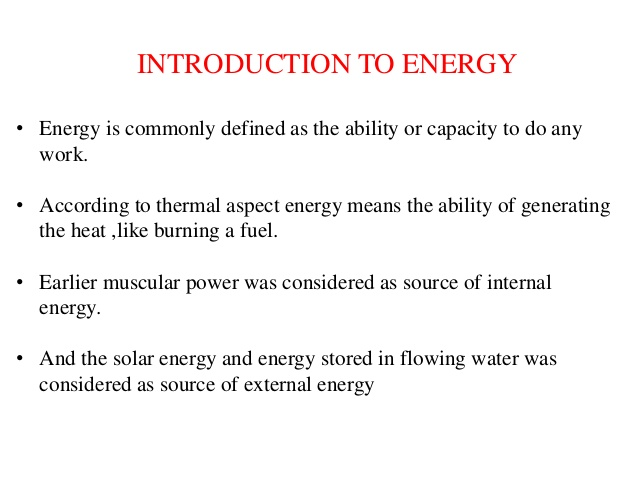 INTRODUCTION TO ENERGY
• Energy is commonly defined as the ability or capacity to do any
work.
• According to thermal aspect energy means the ability of generating
the heat ,like burning a fuel.
• Earlier muscular power was considered as source of internal
energy.
• And the solar energy and energy stored in flowing water was
considered as source of external energy